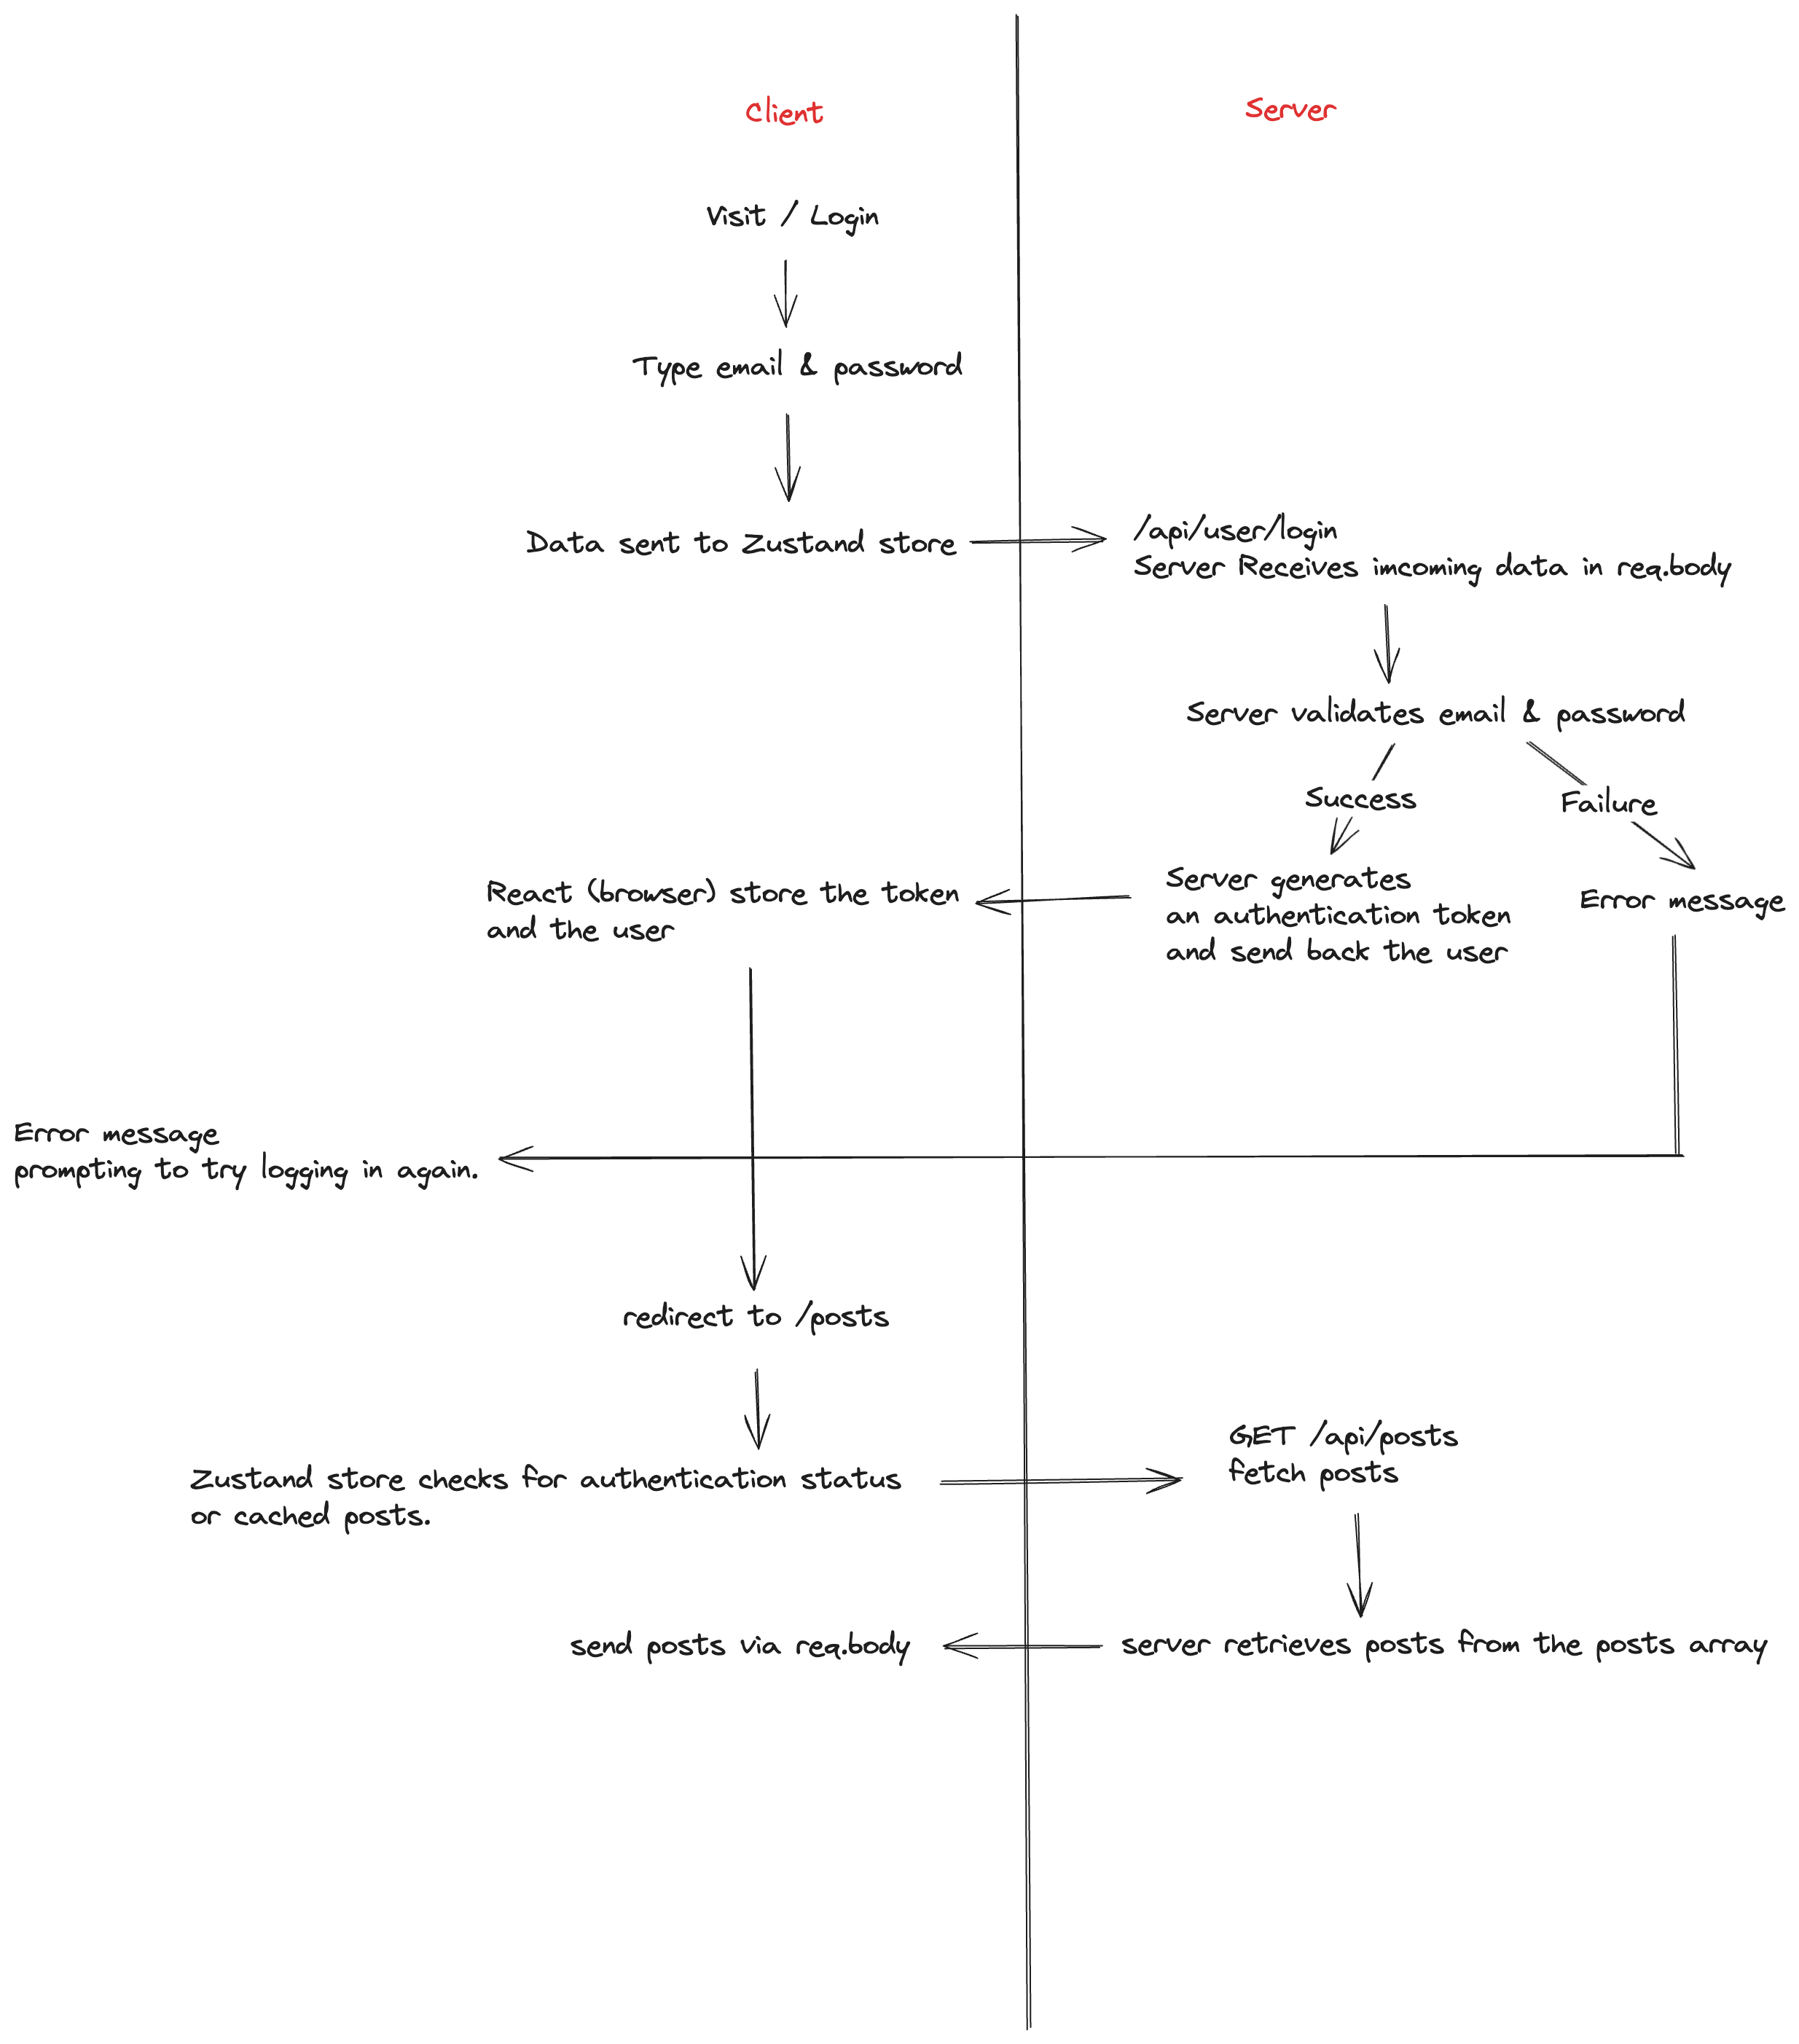 Client
Server
Visit / Login
Type email & password
Data sent to Zustand store
/api/user/login
Server Receives imcoming data in req.body
Server validates email & password
Success
Failure
React (browser) store the token
and the user
Server generates
an authentication token
and send back the user
Error message
Error message
prompting to try logging in again.
redirect to /posts
Zustand store checks for authentication status
or cached posts.
GET /api/posts
fetch posts
send posts via req.body
server retrieves posts from the posts array